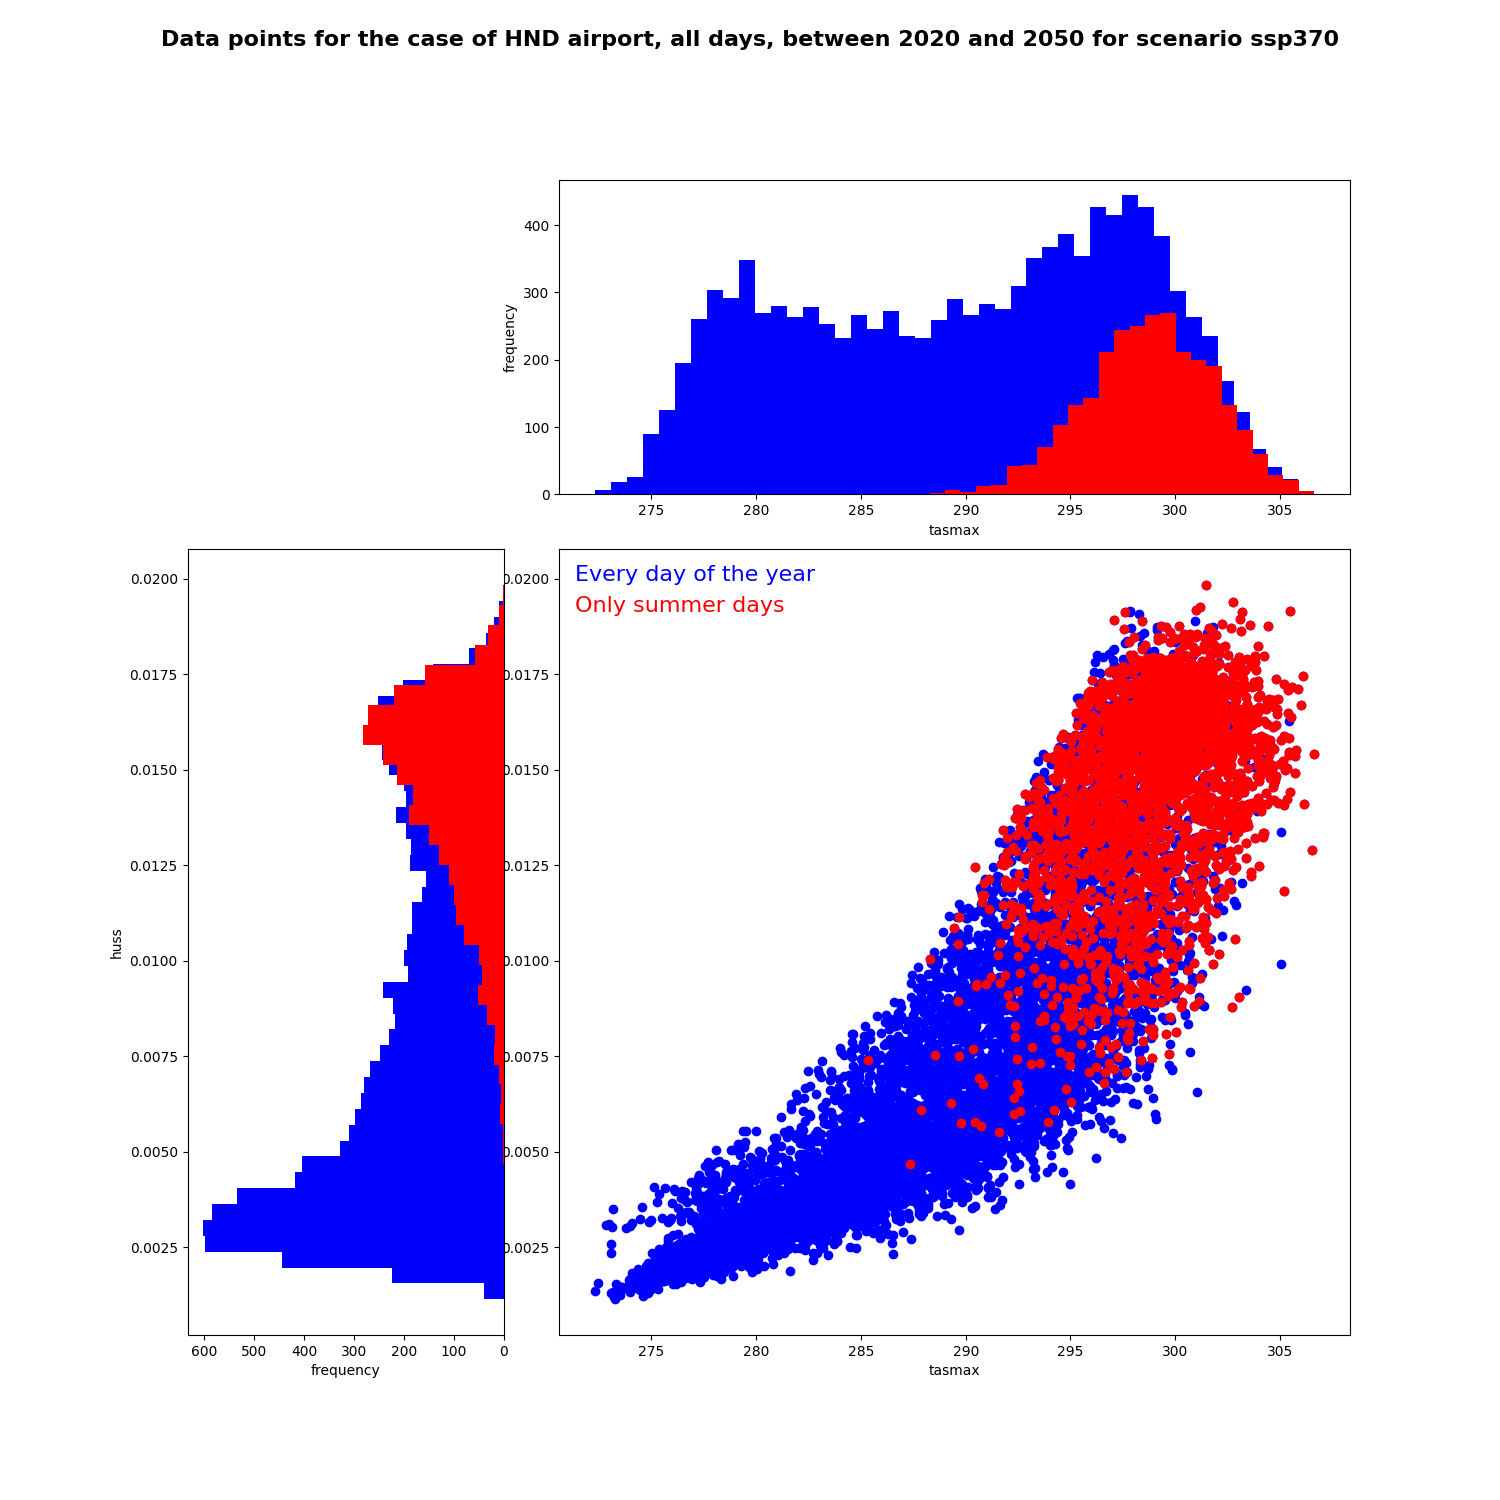 Data points for the case of HND airport, all days, between 2020 and 2050 for scenario ssp370
400
300
200
100
0
frequency
275 280 285 290 295 300 305
tasmax
0.0200
0.0175
0.0150
0.0125
0.0100
0.0075
0.0050
0.0025
huss
600 500 400 300 200 100 0
frequency
Every day of the year
Only summer days
0.0200
0.0175
0.0150
0.0125
0.0100
0.0075
0.0050
0.0025
275 280 285 290 295 300 305
tasmax